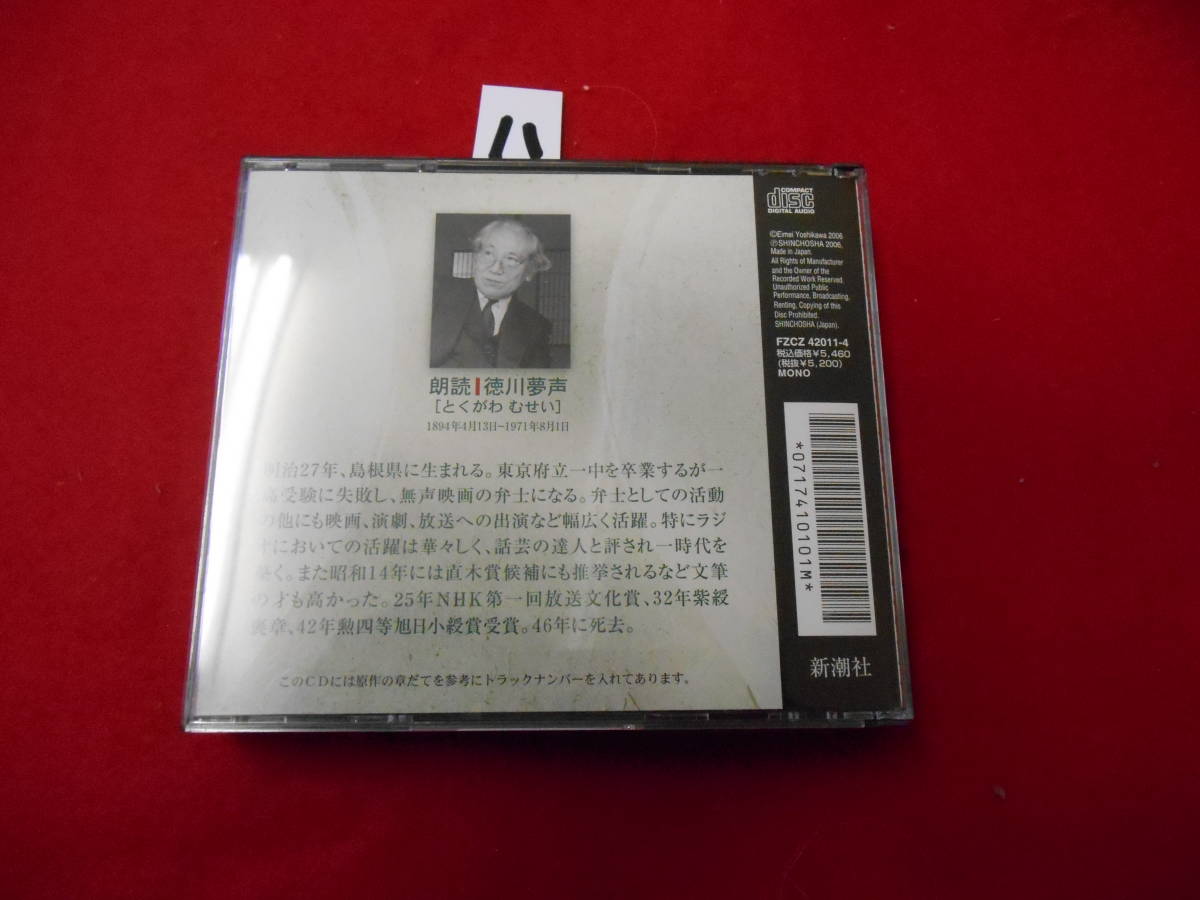 ハ
COMPACT
disc
DIGITAL AUDIO
©Eimei Yoshikawa 2006
℗SHINCHOSHA 2006,
Made in Japan.
All Rights of Manufacturer
and the Owner of the
Recorded Work Reserved.
Unauthorized Public
Performance, Broadcasting,
Renting, Copying of this
Disc Prohibited.
SHINCHOSHA (Japan).
FZCZ 42011-4
税込価格¥5,460
(税抜¥5,200)
MONO
*0717410101M*
新潮社
朗読 徳川夢声
[とくがわ むせい]
1894年4月13日−1971年8月1日
明治27年、島根県に生まれる。東京府立一中を卒業するが一
高受験に失敗し、無声映画の弁士になる。弁士としての活動
の他にも映画、演劇、放送への出演など幅広く活躍。特にラジ
オにおいての活躍は華々しく、話芸の達人と評され一時代を
築く。また昭和14年には直木賞候補にも推挙されるなど文筆
の才も高かった。25年NHK第一回放送文化賞、32年紫綬
褒章、42年勲四等旭日小綬賞受賞。46年に死去。
このCDには原作の章だてを参考にトラックナンバーを入れてあります。